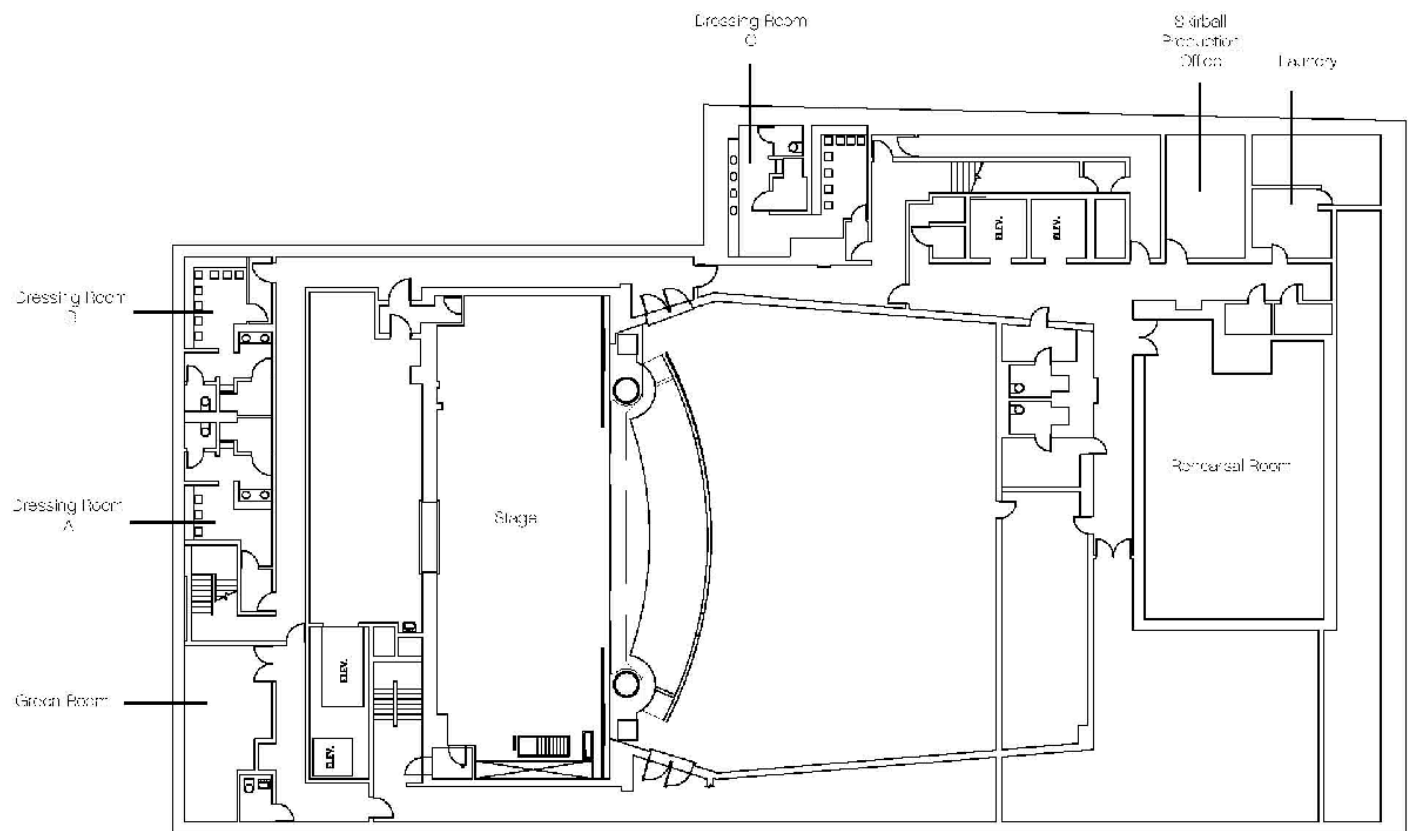 Dressing Room
C
Skirball
Production
Office
Laundry
ELEV.
ELEV.
Dressing Room
B
Rehearsal Room
Dressing Room
A
Stage
ELEV.
Green Room
ELEV.